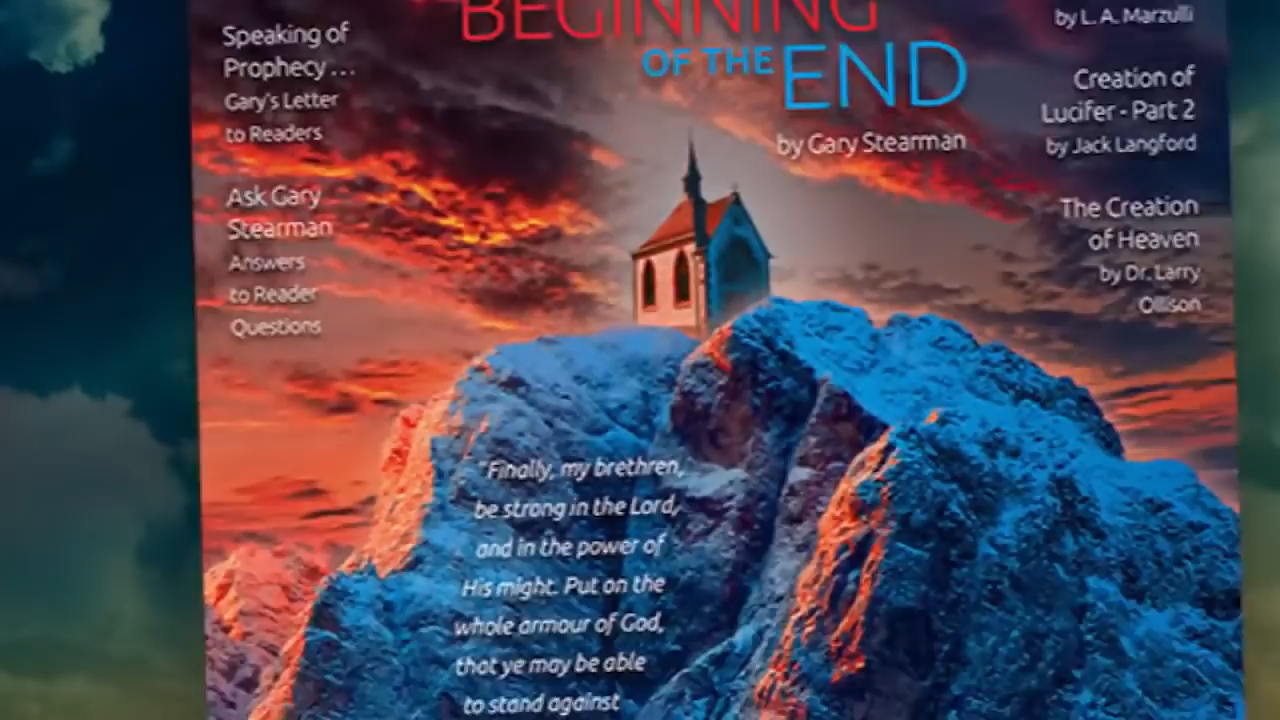 BEGINNING
OF THE END
by Gary Stearman
Speaking of
Prophecy...
Gary's Letter
to Readers
Ask Gary
Stearman
Answers
to Reader
Questions
by L. A. Marzulli
Creation of
Lucifer - Part 2
by Jack Langford
The Creation
of Heaven
by Dr. Larry
Ollison
"Finally, my brethren,
be strong in the Lord,
and in the power of
His might. Put on the
whole armour of God,
that ye may be able
to stand against